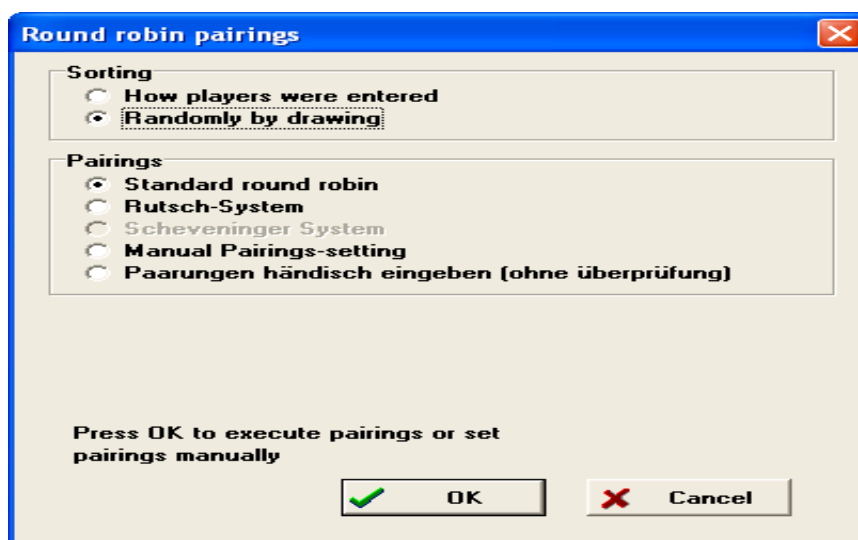 Round robin pairings
Sorting
How players were entered
Randomly by drawing
Pairings
Standard round robin
Rutsch-System
Scheveninger System
Manual Pairings-setting
Paarungen händisch eingeben (ohne überprüfung)
Press OK to execute pairings or set
pairings manually
OK
Cancel